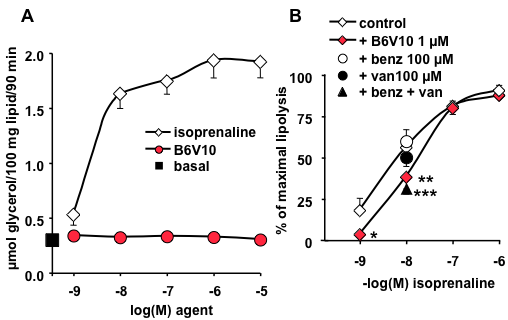 A
μmol glycerol/100 mg lipid/90 min
2.0
1.5
1.0
0.5
0.0
isoprenaline
B6V10
basal
-9 -8 -7 -6 -5
log(M) agent
B
control
+ B6V10 1 μM
+ benz 100 μM
+ van100 μM
+ benz + van
% of maximal lipolysis
100
75
50
25
0
*
**
***
-9 -8 -7 -6
-log(M) isoprenaline